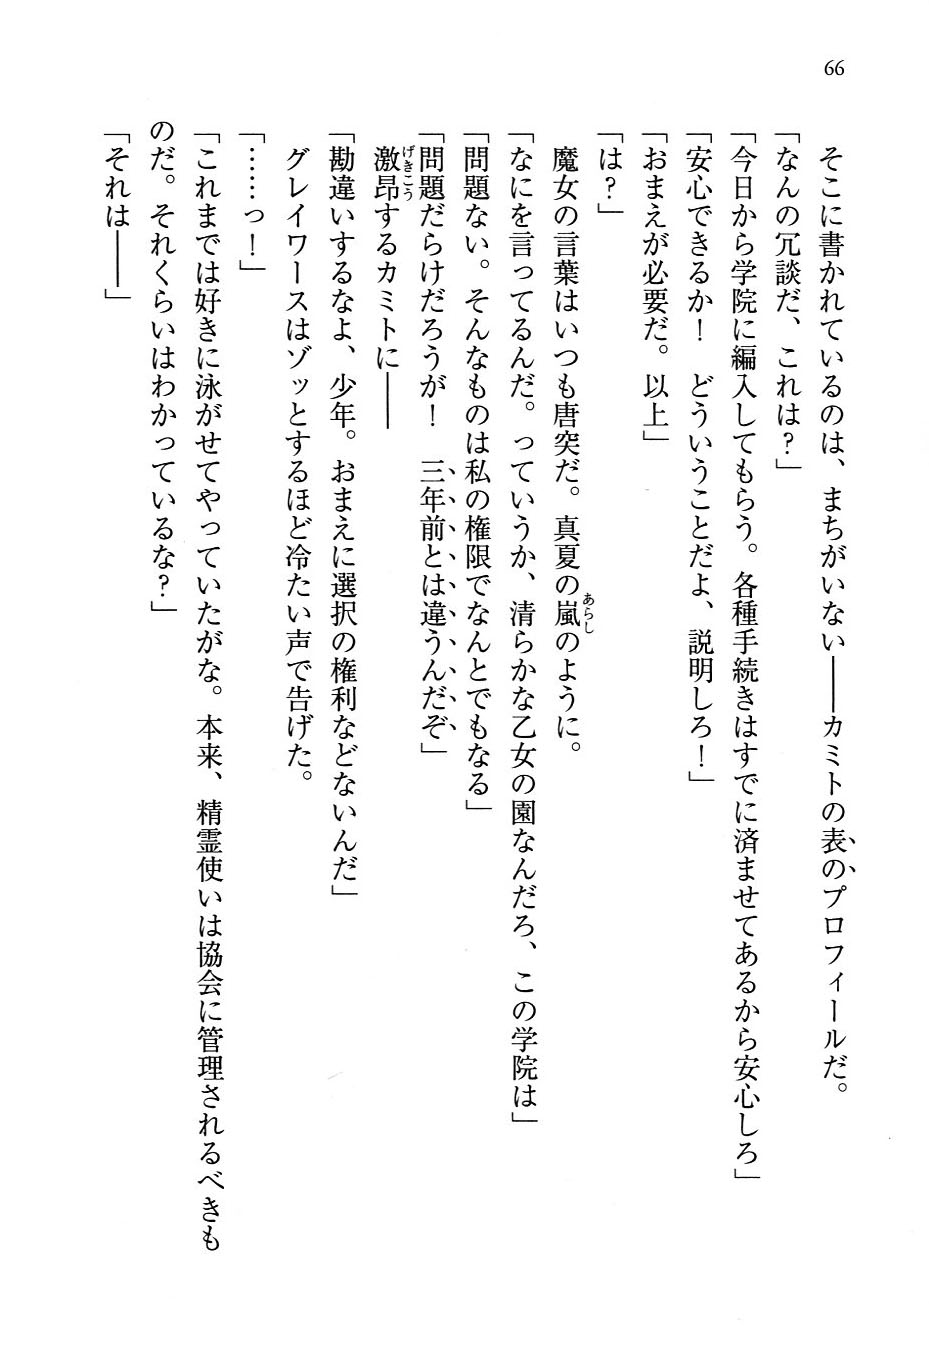 66
そこに書かれているのは、まちがいない――カミトの表のプロフィールだ。
「なんの冗談だ、これは？」
「今日から学院に編入してもらう。各種手続きはすでに済ませてあるから安心しろ」
「安心できるか！　どういうことだよ、説明しろ！」
「おまえが必要だ。以上」
「は？」
魔女の言葉はいつも唐突だ。真夏の嵐のように。
「なにを言ってるんだ。っていうか、清らかな乙女の園なんだろ、この学院は」
「問題ない。そんなものは私の権限でなんとでもなる」
「問題だらけだろうが！　三年前とは違うんだぞ」
激昂するカミトに――
「勘違いするなよ、少年。おまえに選択の権利などないんだ」
グレイワースはゾッとするほど冷たい声で告げた。
「……っ！」
「これまでは好きに泳がせてやっていたがな。本来、精霊使いは協会に管理されるべきも
のだ。それくらいはわかっているな？」
「それは――」